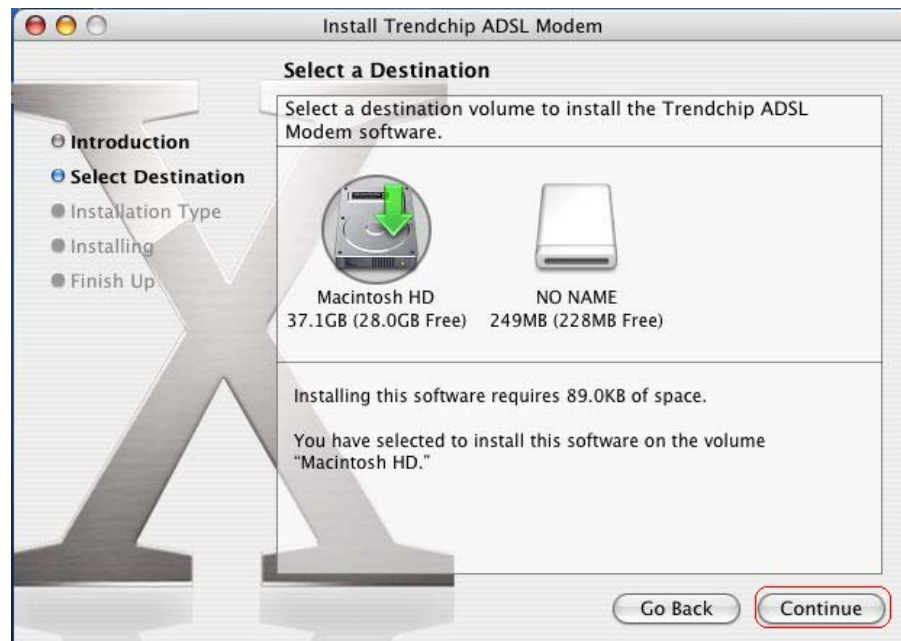 Install Trendchip ADSL Modem
Select a Destination
Introduction
Select Destination
Installation Type
Installing
Finish Up
Select a destination volume to install the Trendchip ADSL
Modem software.
Macintosh HD
37.1GB (28.0GB Free)
NO NAME
249MB (228MB Free)
Installing this software requires 89.0KB of space.
You have selected to install this software on the volume
“Macintosh HD.”
Go Back
Continue